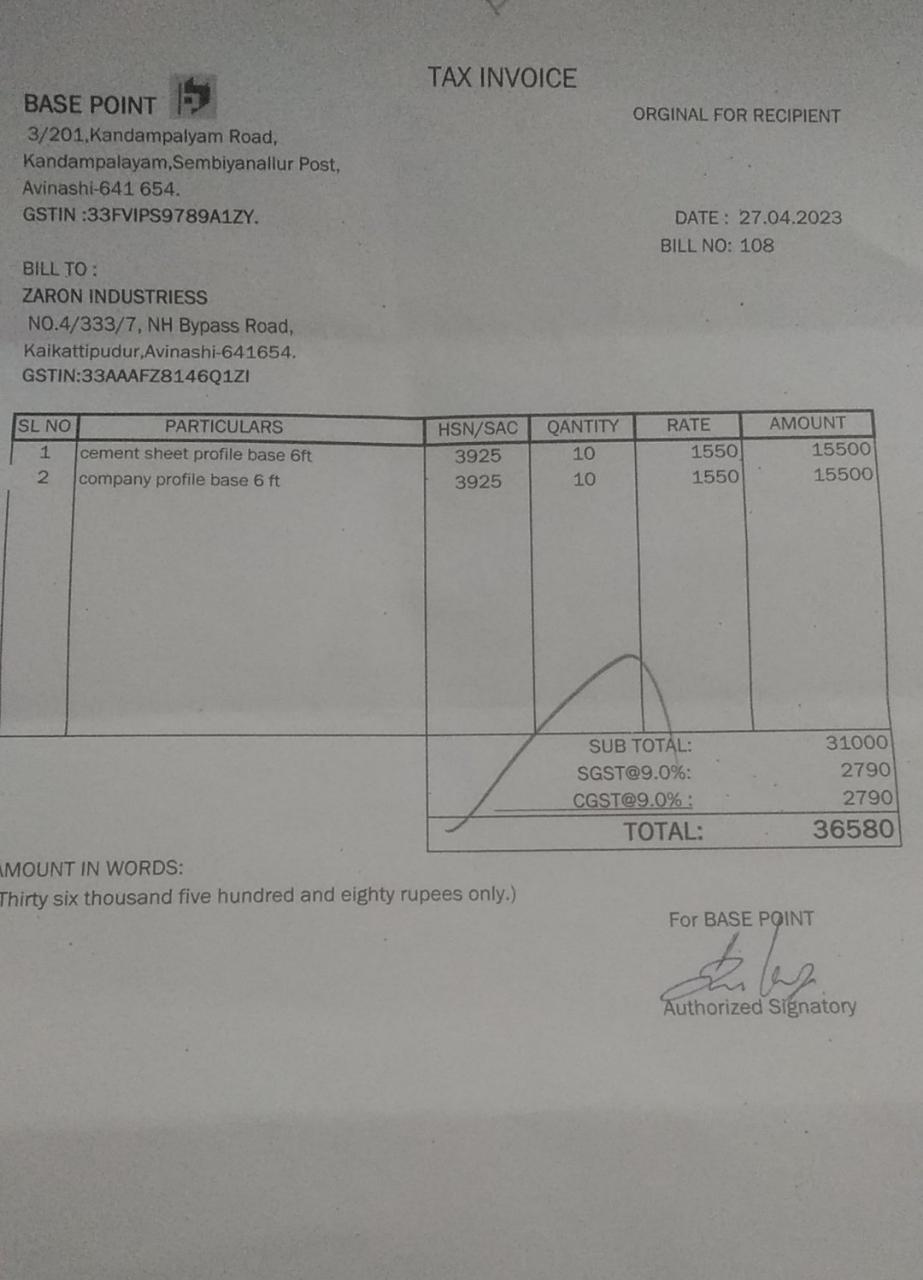 TAX INVOICE
BASE POINT
ORGINAL FOR RECIPIENT
3/201,Kandampalyam Road,
Kandampalayam,Sembiyanallur Post,
Avinashi-641 654.
GSTIN :33FVIPS9789A1ZY.
DATE : 27.04.2023
BILL NO: 108
BILL TO :
ZARON INDUSTRIESS
NO.4/333/7, NH Bypass Road,
Kaikattipudur,Avinashi-641654.
GSTIN:33AAAFZ8146Q1ZI
SL NO PARTICULARS HSN/SAC QANTITY RATE AMOUNT
1 cement sheet profile base 6ft 3925 10 1550 15500
2 company profile base 6 ft 3925 10 1550 15500
SUB TOTAL: 31000
SGST@9.0%: 2790
CGST@9.0% : 2790
TOTAL: 36580
AMOUNT IN WORDS:
Thirty six thousand five hundred and eighty rupees only.)
For BASE POINT
Authorized Signatory